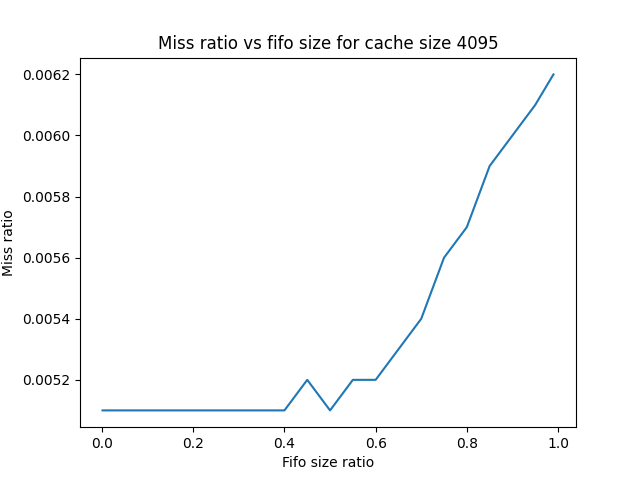 Miss ratio vs fifo size for cache size 4095
0.0062
0.0060
0.0058
0.0056
0.0054
0.0052
Miss ratio
0.0 0.2 0.4 0.6 0.8 1.0
Fifo size ratio